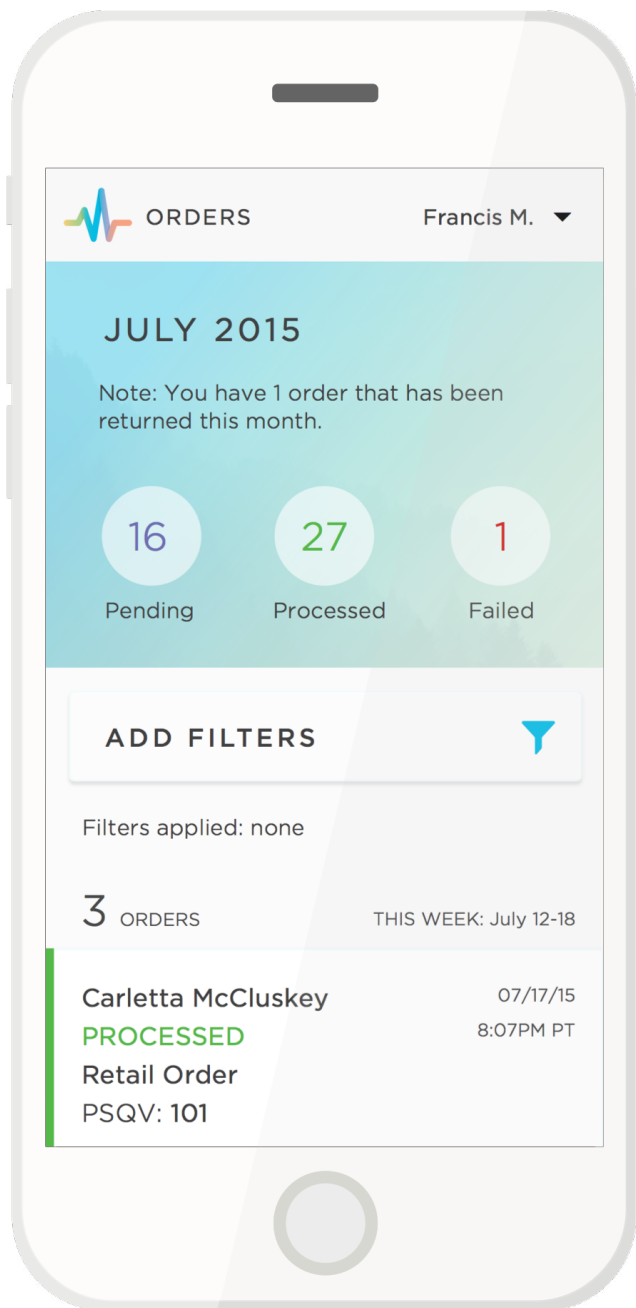 ORDERS
Francis M.
JULY 2015
Note: You have 1 order that has been
returned this month.
16
27
1
Pending
Processed
Failed
ADD FILTERS
Filters applied: none
3 ORDERS
THIS WEEK: July 12-18
Carletta McCluskey
07/17/15
PROCESSED
8:07PM PT
Retail Order
PSQV: 101